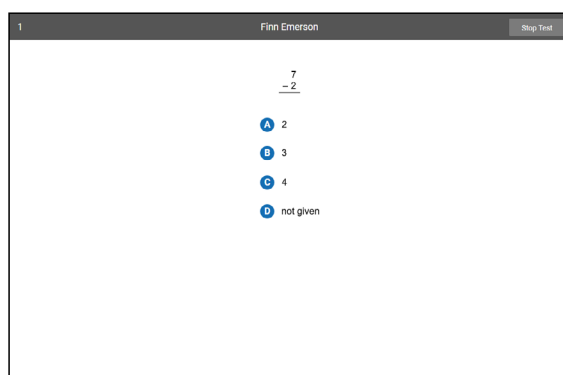 1
Finn Emerson
Stop Test
7
– 2
A 2
B 3
C 4
D not given